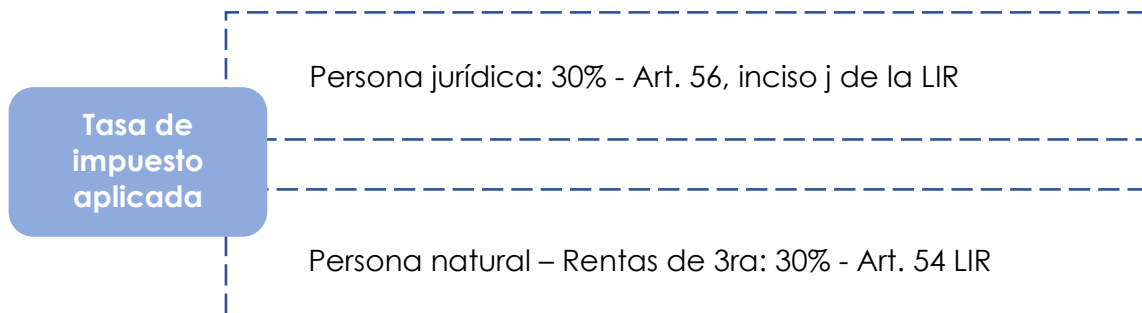 Persona jurídica: 30% - Art. 56, inciso j de la LIR
Tasa de
impuesto
aplicada
Persona natural – Rentas de 3ra: 30% - Art. 54 LIR